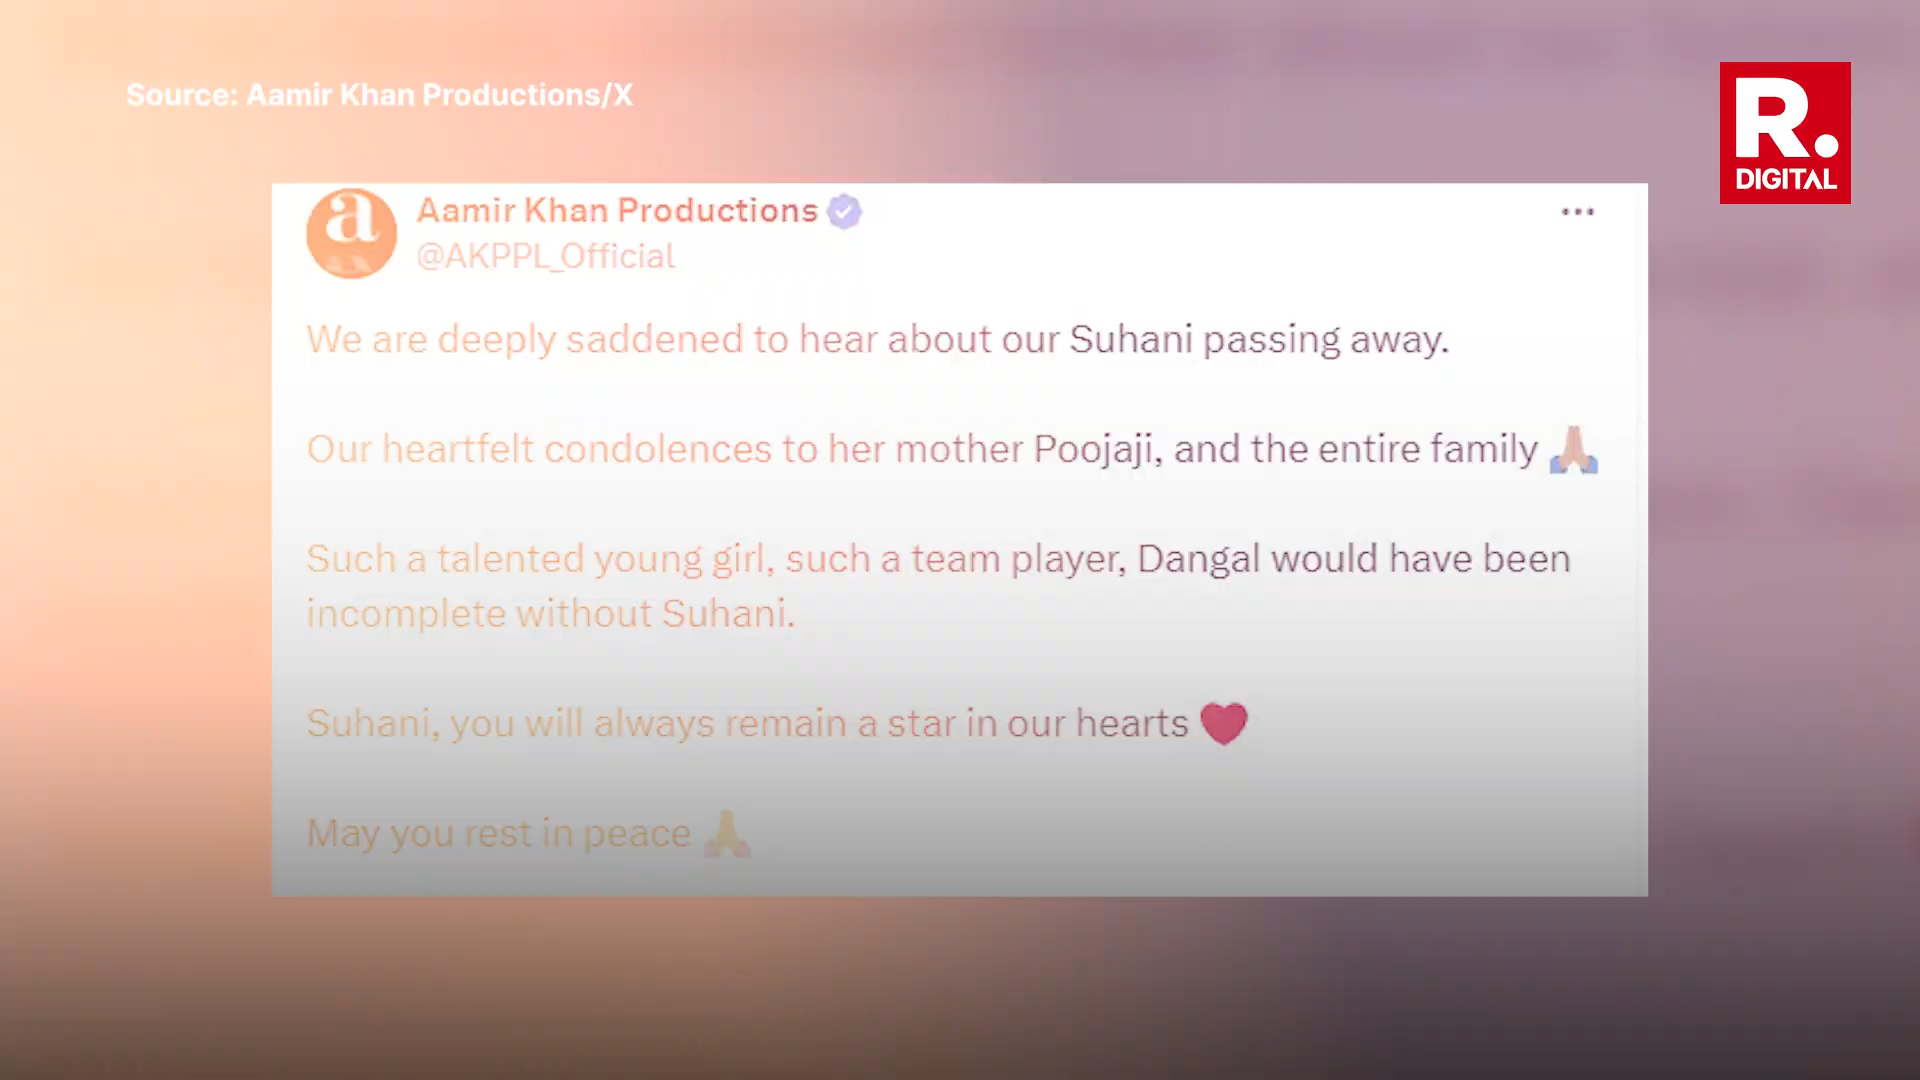 Source: Aamir Khan Productions/X
R.
DIGITAL
a
Aamir Khan Productions
@AKPPL_Official
We are deeply saddened to hear about our Suhani passing away.
Our heartfelt condolences to her mother Poojaji, and the entire family 🙏
Such a talented young girl, such a team player, Dangal would have been
incomplete without Suhani.
Suhani, you will always remain a star in our hearts ❤️
May you rest in peace 🙏